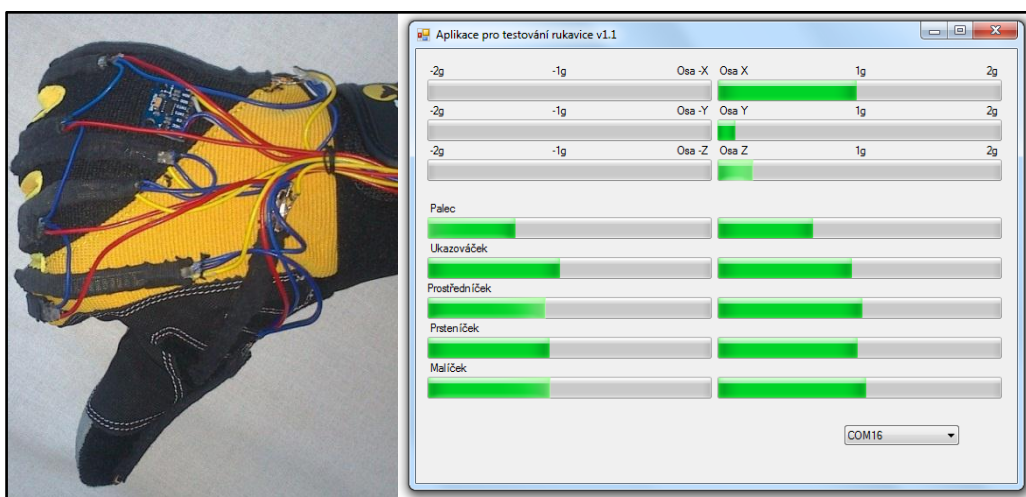 Aplikace pro testování rukavice v1.1
-2g -1g Osa -X Osa X 1g 2g
-2g -1g Osa -Y Osa Y 1g 2g
-2g -1g Osa -Z Osa Z 1g 2g
Palec
Ukazováček
Prostředníček
Prsteníček
Malíček
COM16